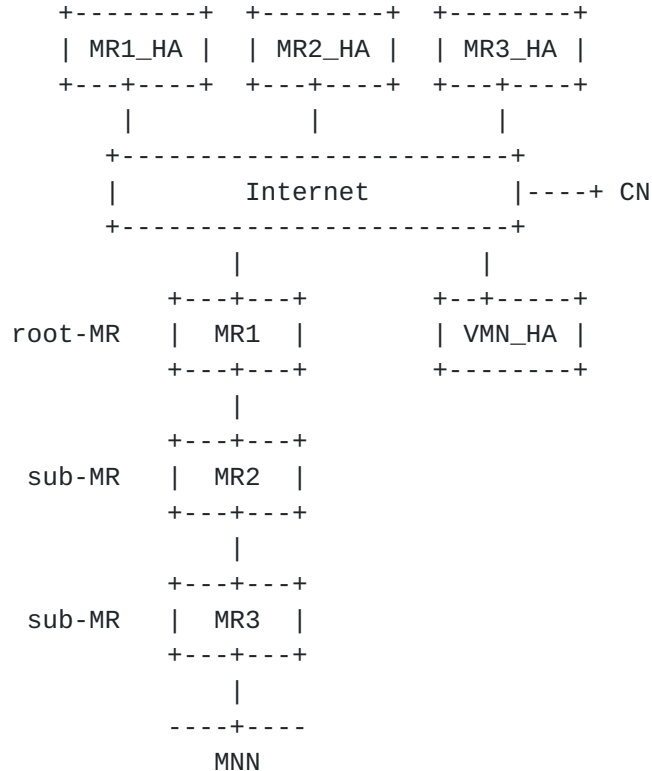 MR1_HA MR2_HA MR3_HA
Internet CN
root-MR MR1 VMN_HA
sub-MR MR2
sub-MR MR3
MNN